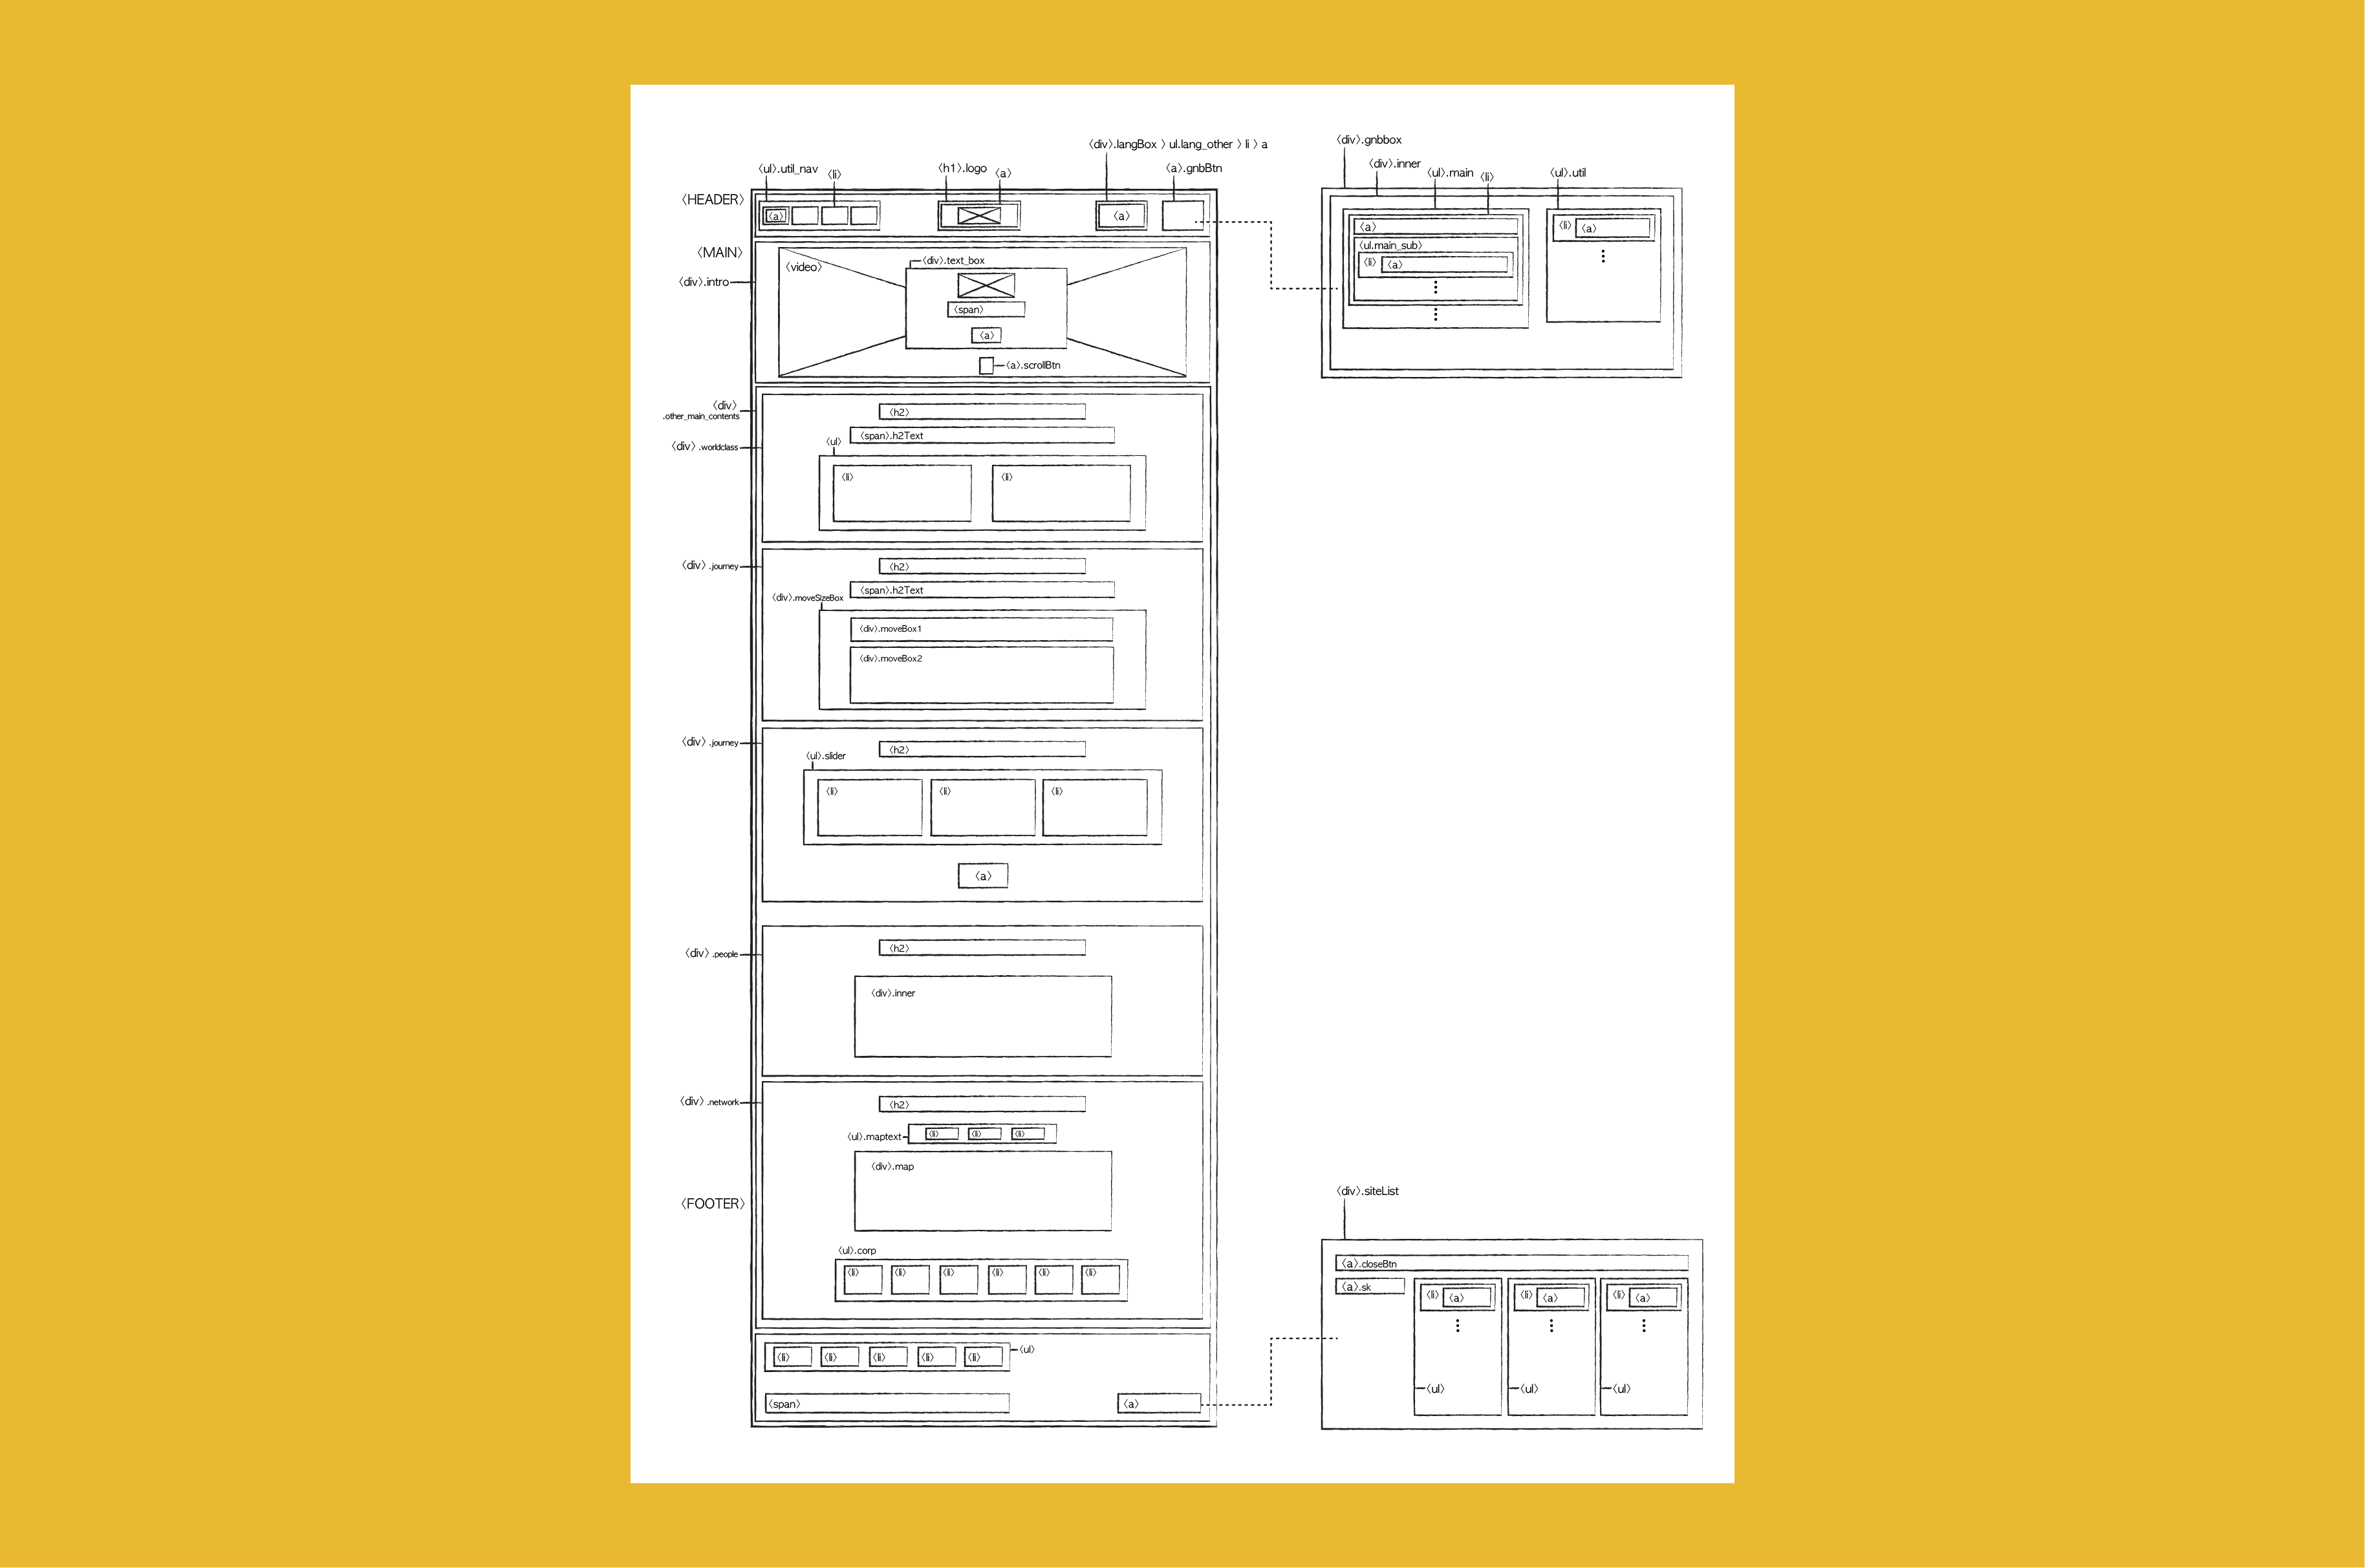 〈div〉.langBox 〉ul.lang_other 〉li 〉a
〈ul〉.util_nav
〈li〉
〈h1〉.logo
〈a〉
〈a〉.gnbBtn
〈HEADER〉
〈a〉
〈a〉
〈MAIN〉
〈div〉.intro
〈video〉
〈div〉.text_box
〈span〉
〈a〉
〈a〉.scrollBtn
〈div〉
.other_main_contents
〈div〉.worldclass
〈h2〉
〈span〉.h2Text
〈ul〉
〈li〉
〈li〉
〈div〉.journey
〈h2〉
〈span〉.h2Text
〈div〉.moveSizeBox
〈div〉.moveBox1
〈div〉.moveBox2
〈div〉.journey
〈h2〉
〈ul〉.slider
〈li〉
〈li〉
〈li〉
〈a〉
〈div〉.people
〈h2〉
〈div〉.inner
〈div〉.network
〈h2〉
〈ul〉.maptext
〈li〉
〈li〉
〈li〉
〈div〉.map
〈FOOTER〉
〈ul〉.corp
〈li〉
〈li〉
〈li〉
〈li〉
〈li〉
〈li〉
〈li〉
〈li〉
〈li〉
〈li〉
〈li〉
〈ul〉
〈span〉
〈a〉
〈div〉.gnbbox
〈div〉.inner
〈ul〉.main
〈li〉
〈ul〉.util
〈a〉
〈ul.main_sub〉
〈li〉
〈a〉
〈li〉
〈a〉
〈div〉.siteList
〈a〉.closeBtn
〈a〉.sk
〈li〉
〈a〉
〈li〉
〈a〉
〈li〉
〈a〉
〈ul〉
〈ul〉
〈ul〉